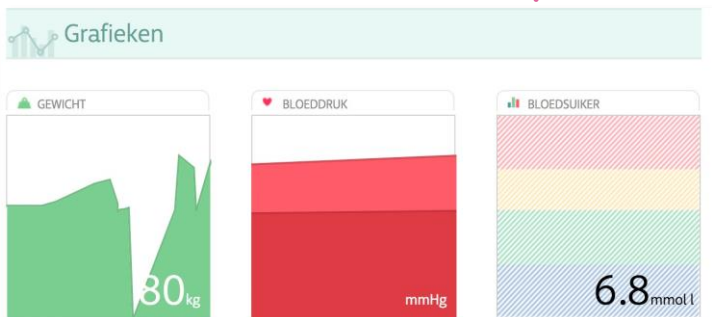 Grafieken
GEWICHT
BLOEDDRUK
BLOEDSUIKER
80kg
mmHg
6.8mmol l